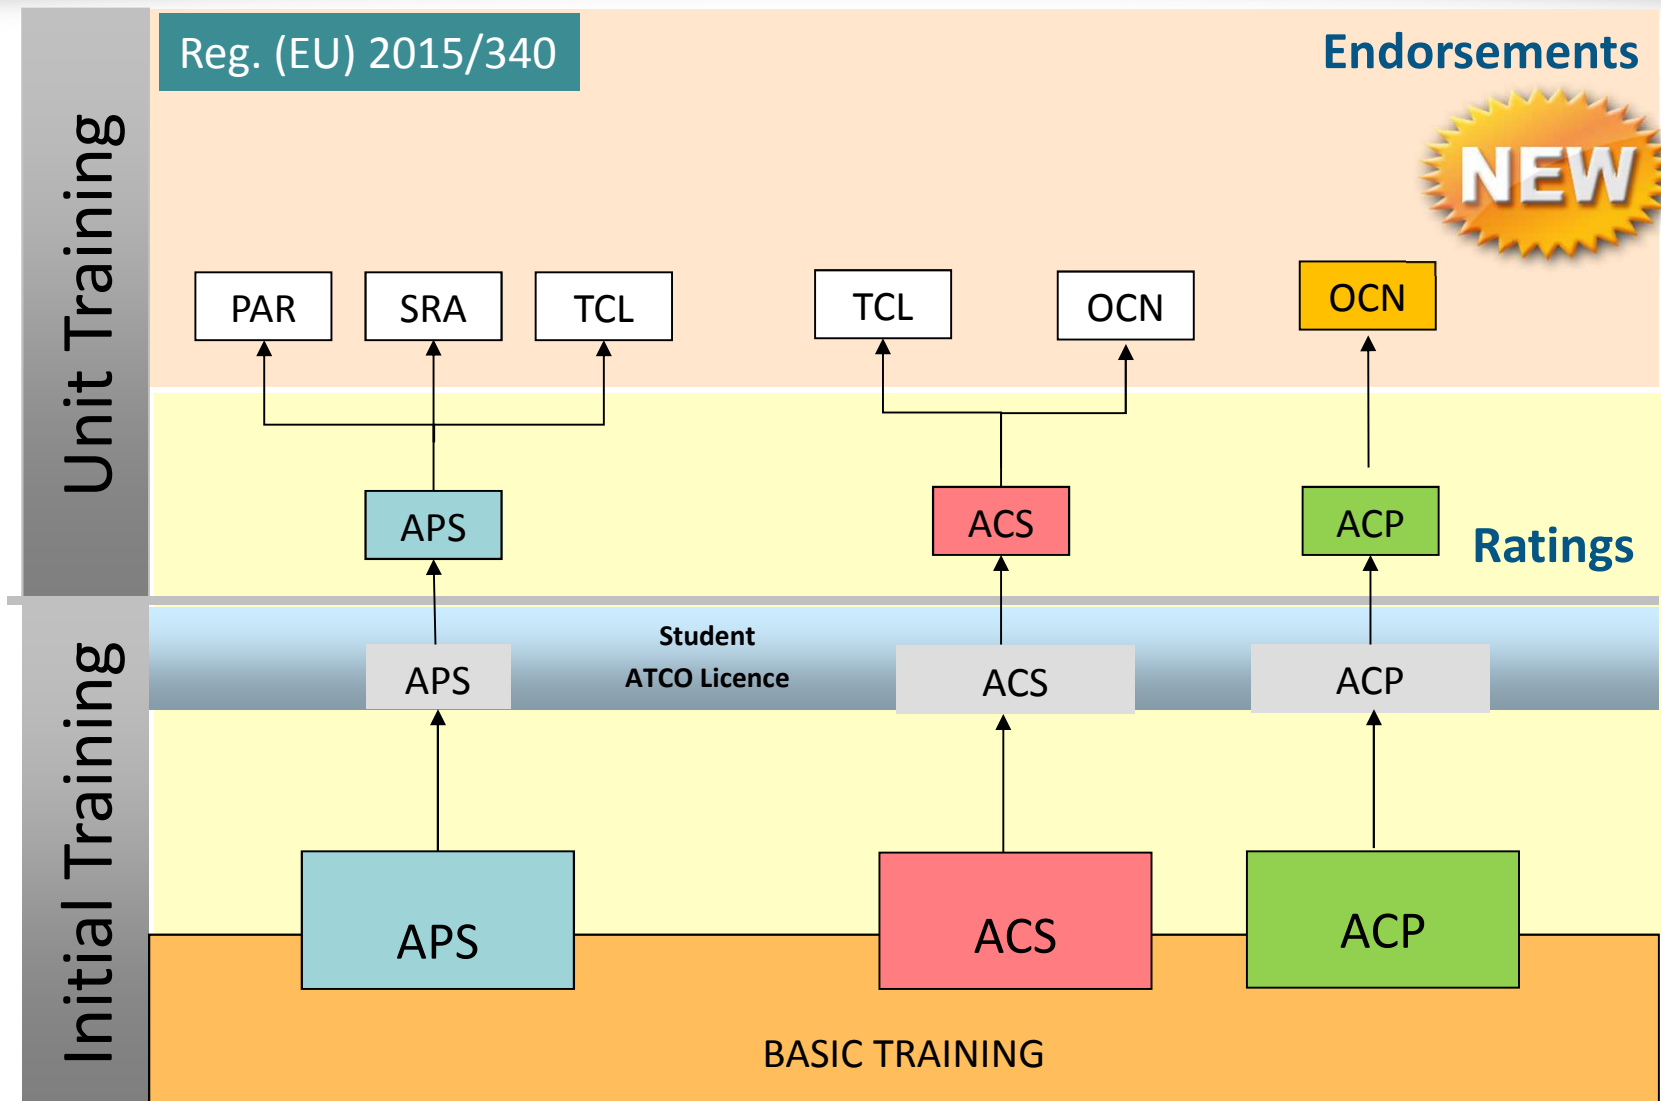 Reg. (EU) 2015/340
Endorsements
NEW
Unit Training
PAR
SRA
TCL
TCL
OCN
OCN
APS
ACS
ACP
Ratings
Initial Training
Student
ATCO Licence
APS
ACS
ACP
APS
ACS
ACP
BASIC TRAINING